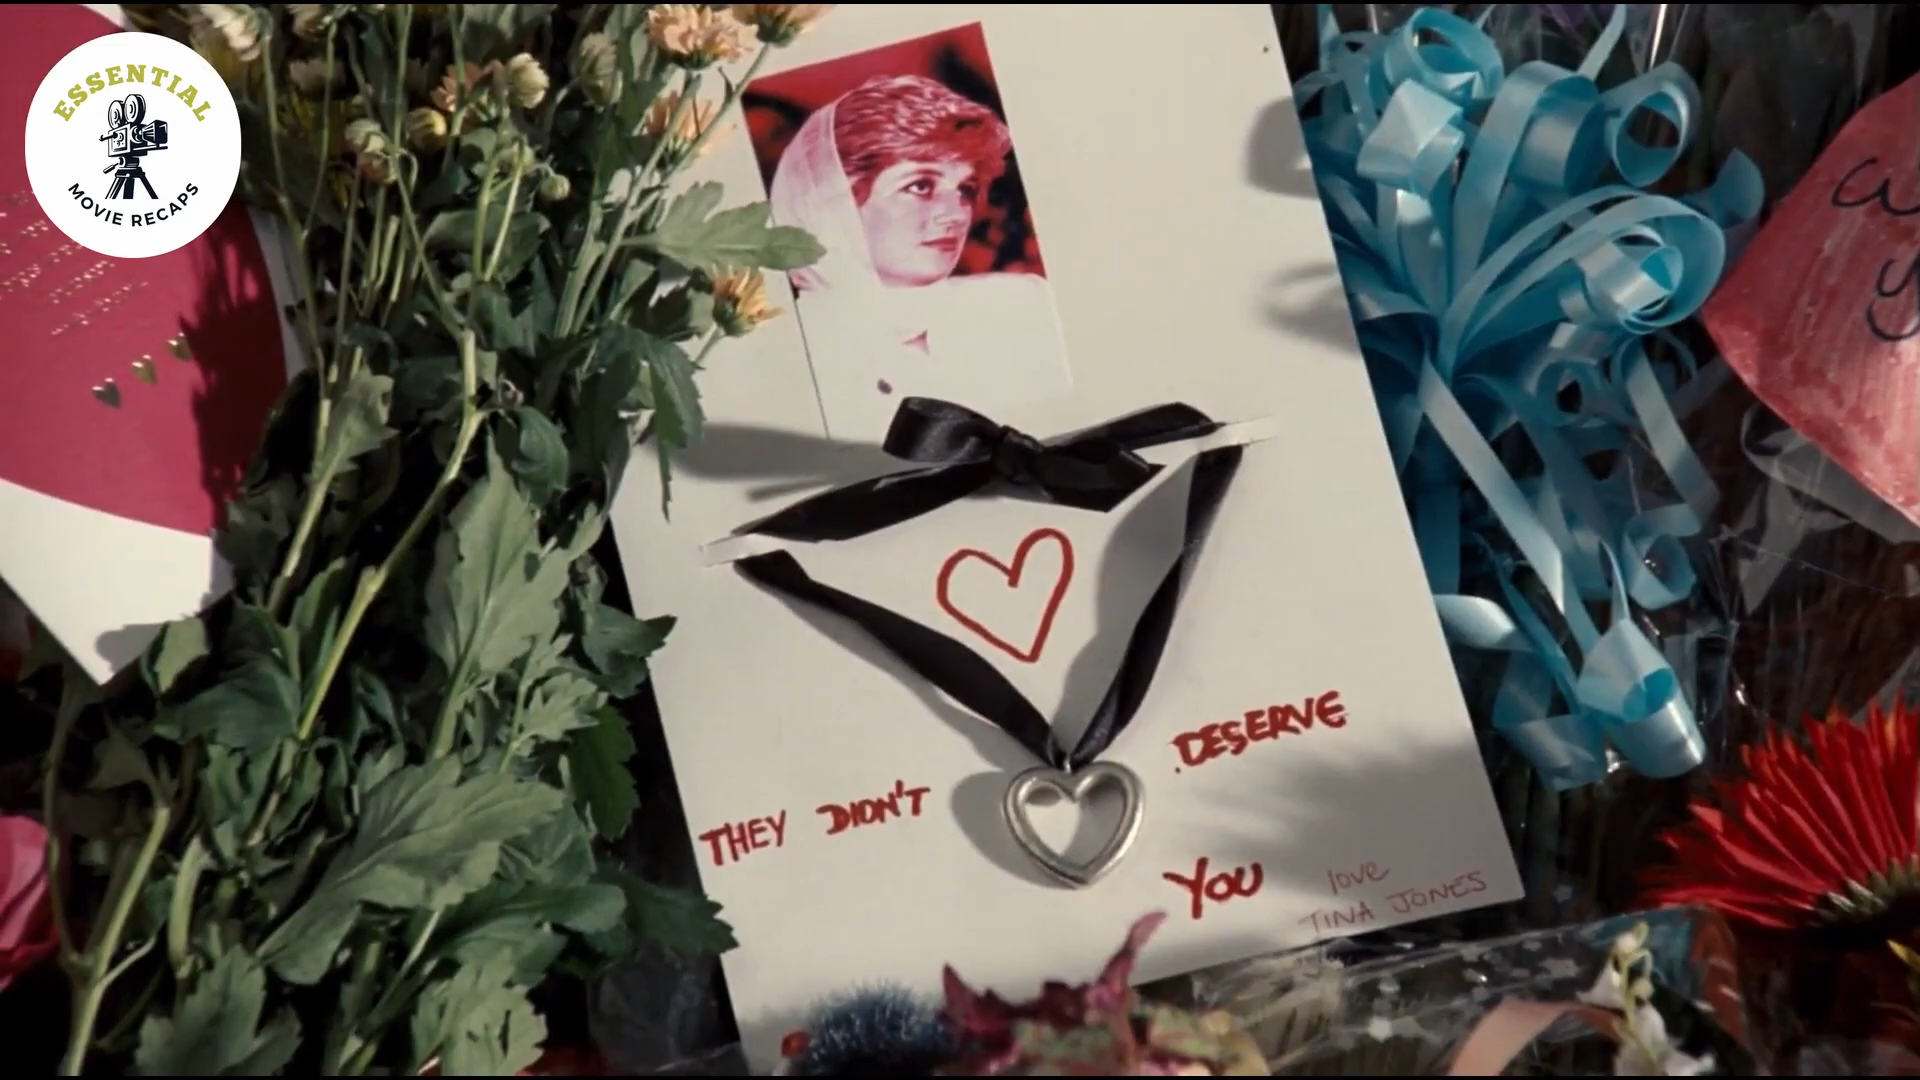 ESSENTIAL
MOVIE RECAPS
THEY DIDN'T DESERVE
YOU
love
TINA JONES